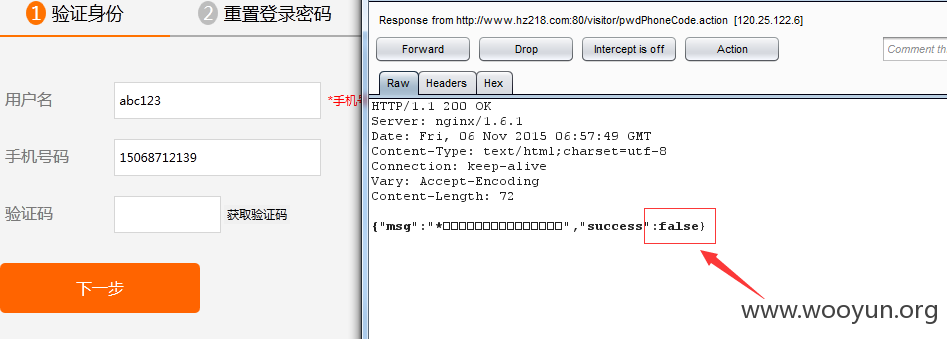 1 验证身份
2 重置登录密码
用户名
abc123
*手机号
手机号码
15068712139
验证码
获取验证码
下一步
Response from http://www.hz218.com:80/visitor/pwdPhoneCode.action [120.25.122.6]
Forward
Drop
Intercept is off
Action
Comment this
Raw
Headers
Hex
HTTP/1.1 200 OK
Server: nginx/1.6.1
Date: Fri, 06 Nov 2015 06:57:49 GMT
Content-Type: text/html;charset=utf-8
Connection: keep-alive
Vary: Accept-Encoding
Content-Length: 72
{"msg":"*□□□□□□□□□□□□□□□","success":false}
www.wooyun.org